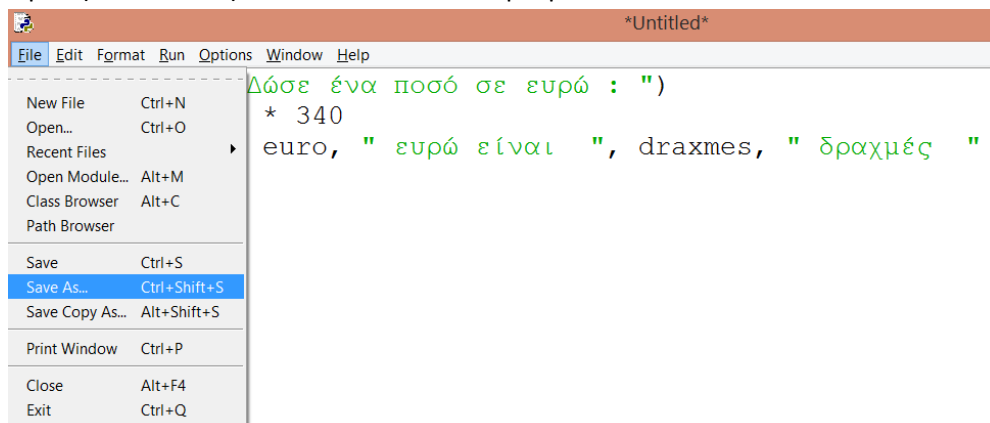 *Untitled*
File Edit Format Run Options Window Help
New File Ctrl+N
Open... Ctrl+O
Recent Files
Open Module... Alt+M
Class Browser Alt+C
Path Browser
Save Ctrl+S
Save As... Ctrl+Shift+S
Save Copy As... Alt+Shift+S
Print Window Ctrl+P
Close Alt+F4
Exit Ctrl+Q
Δώσε ένα ποσό σε ευρώ : ")
* 340
euro, " ευρώ είναι  ", draxmes, " δραχμές  "